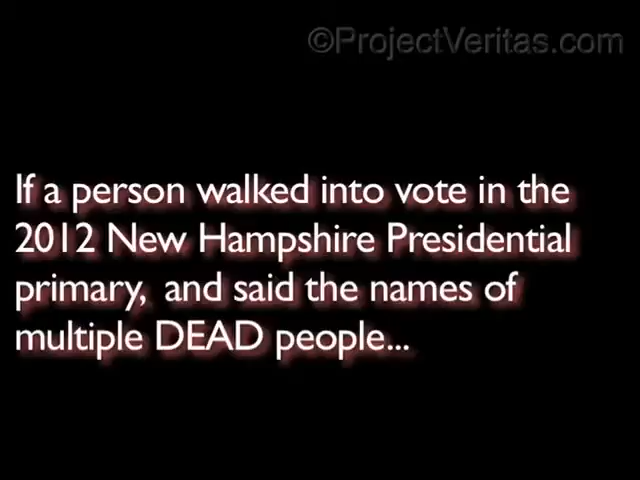 ©ProjectVeritas.com
If a person walked into vote in the
2012 New Hampshire Presidential
primary, and said the names of
multiple DEAD people...